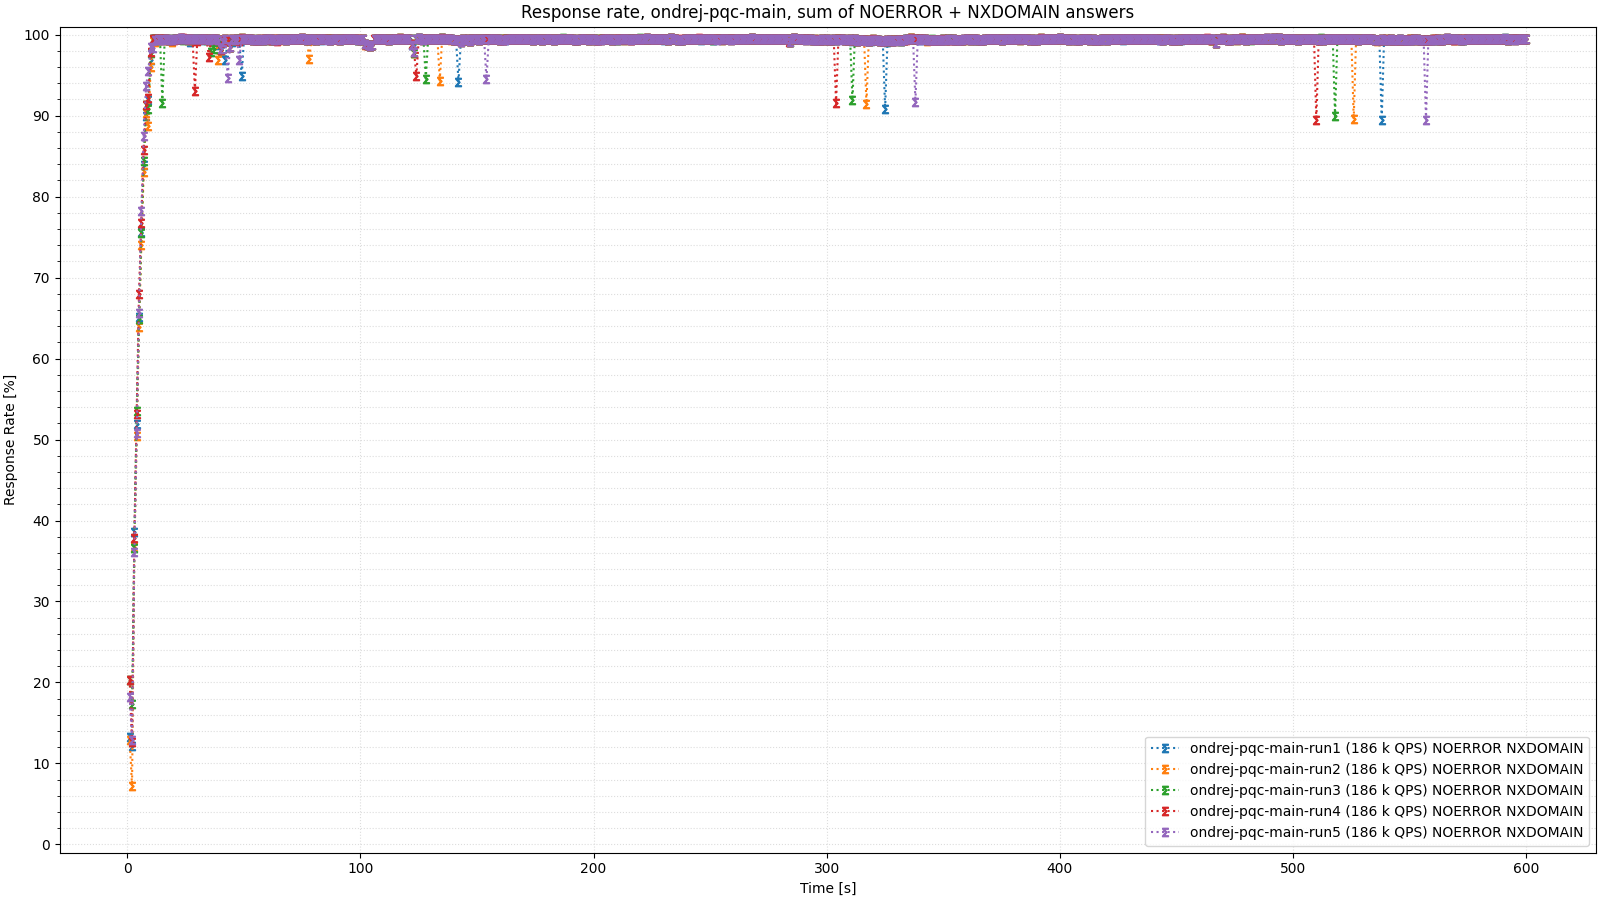 Response rate, ondrej-pqc-main, sum of NOERROR + NXDOMAIN answers
Response Rate [%]
100
90
80
70
60
50
40
30
20
10
0
0
100
200
300
400
500
600
Time [s]
ondrej-pqc-main-run1 (186 k QPS) NOERROR NXDOMAIN
ondrej-pqc-main-run2 (186 k QPS) NOERROR NXDOMAIN
ondrej-pqc-main-run3 (186 k QPS) NOERROR NXDOMAIN
ondrej-pqc-main-run4 (186 k QPS) NOERROR NXDOMAIN
ondrej-pqc-main-run5 (186 k QPS) NOERROR NXDOMAIN